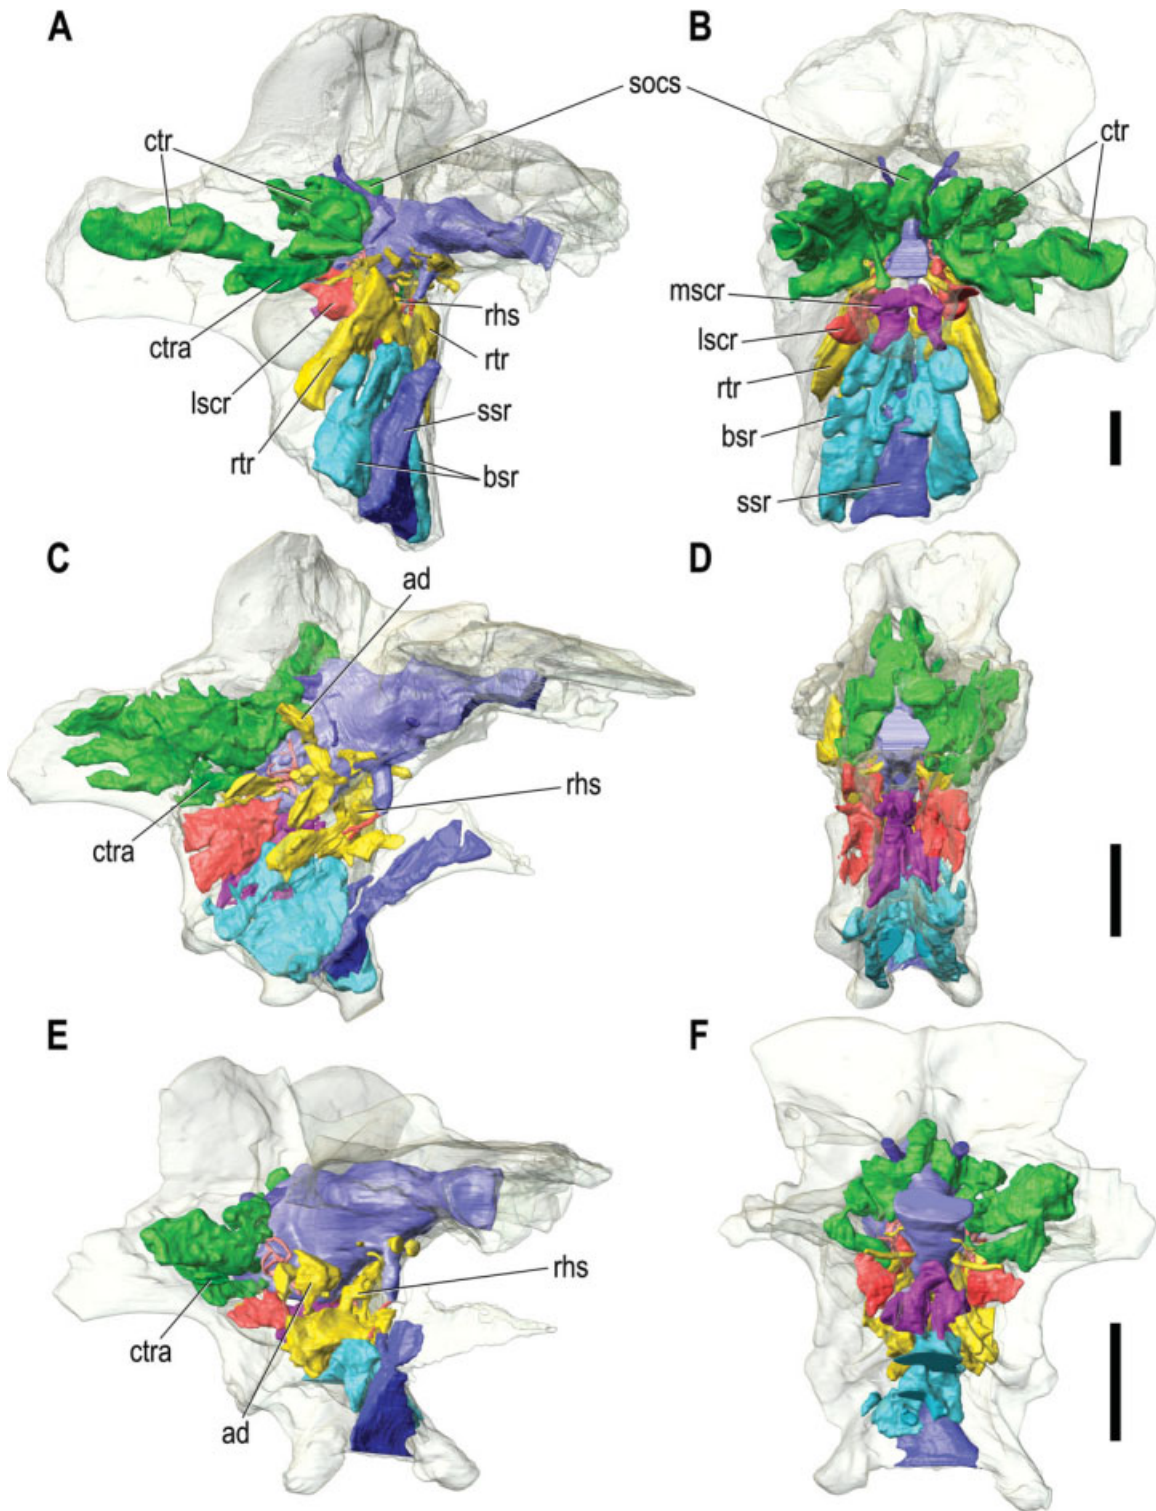 A
B
socs
ctr
ctr
mscr
rhs
ctra
lscr
rtr
lscr
rtr
rtr
ssr
bsr
bsr
ssr
C
D
ad
rhs
ctra
E
F
rhs
ctra
ad